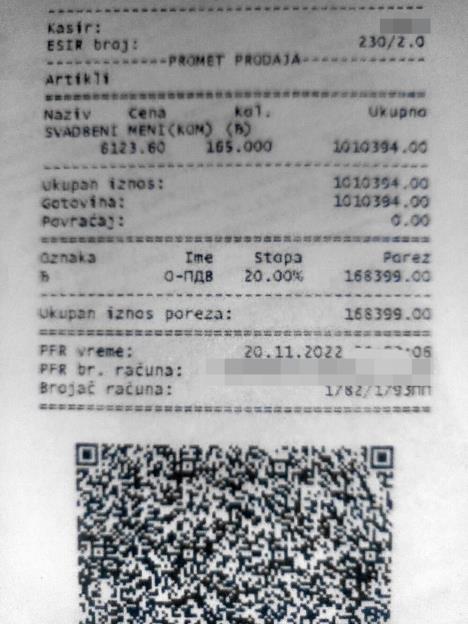 Kasir:
ESIR broj: 230/2.0
PROMET PRODAJA
Artikli
Naziv Cena Kol. Ukupno
SVADBENI MENI(KOM) (Ђ)
6123.60 165.000 1010394.00
Ukupan iznos: 1010394.00
Gotovina: 1010394.00
Povraćaj: 0.00
Oznaka Ime Stopa Porez
Ђ О-ПДВ 20.00% 168399.00
Ukupan iznos poreza: 168399.00
PFR vreme: 20.11.2022
PFR br. računa:
Brojač računa: 1782/1793ПП